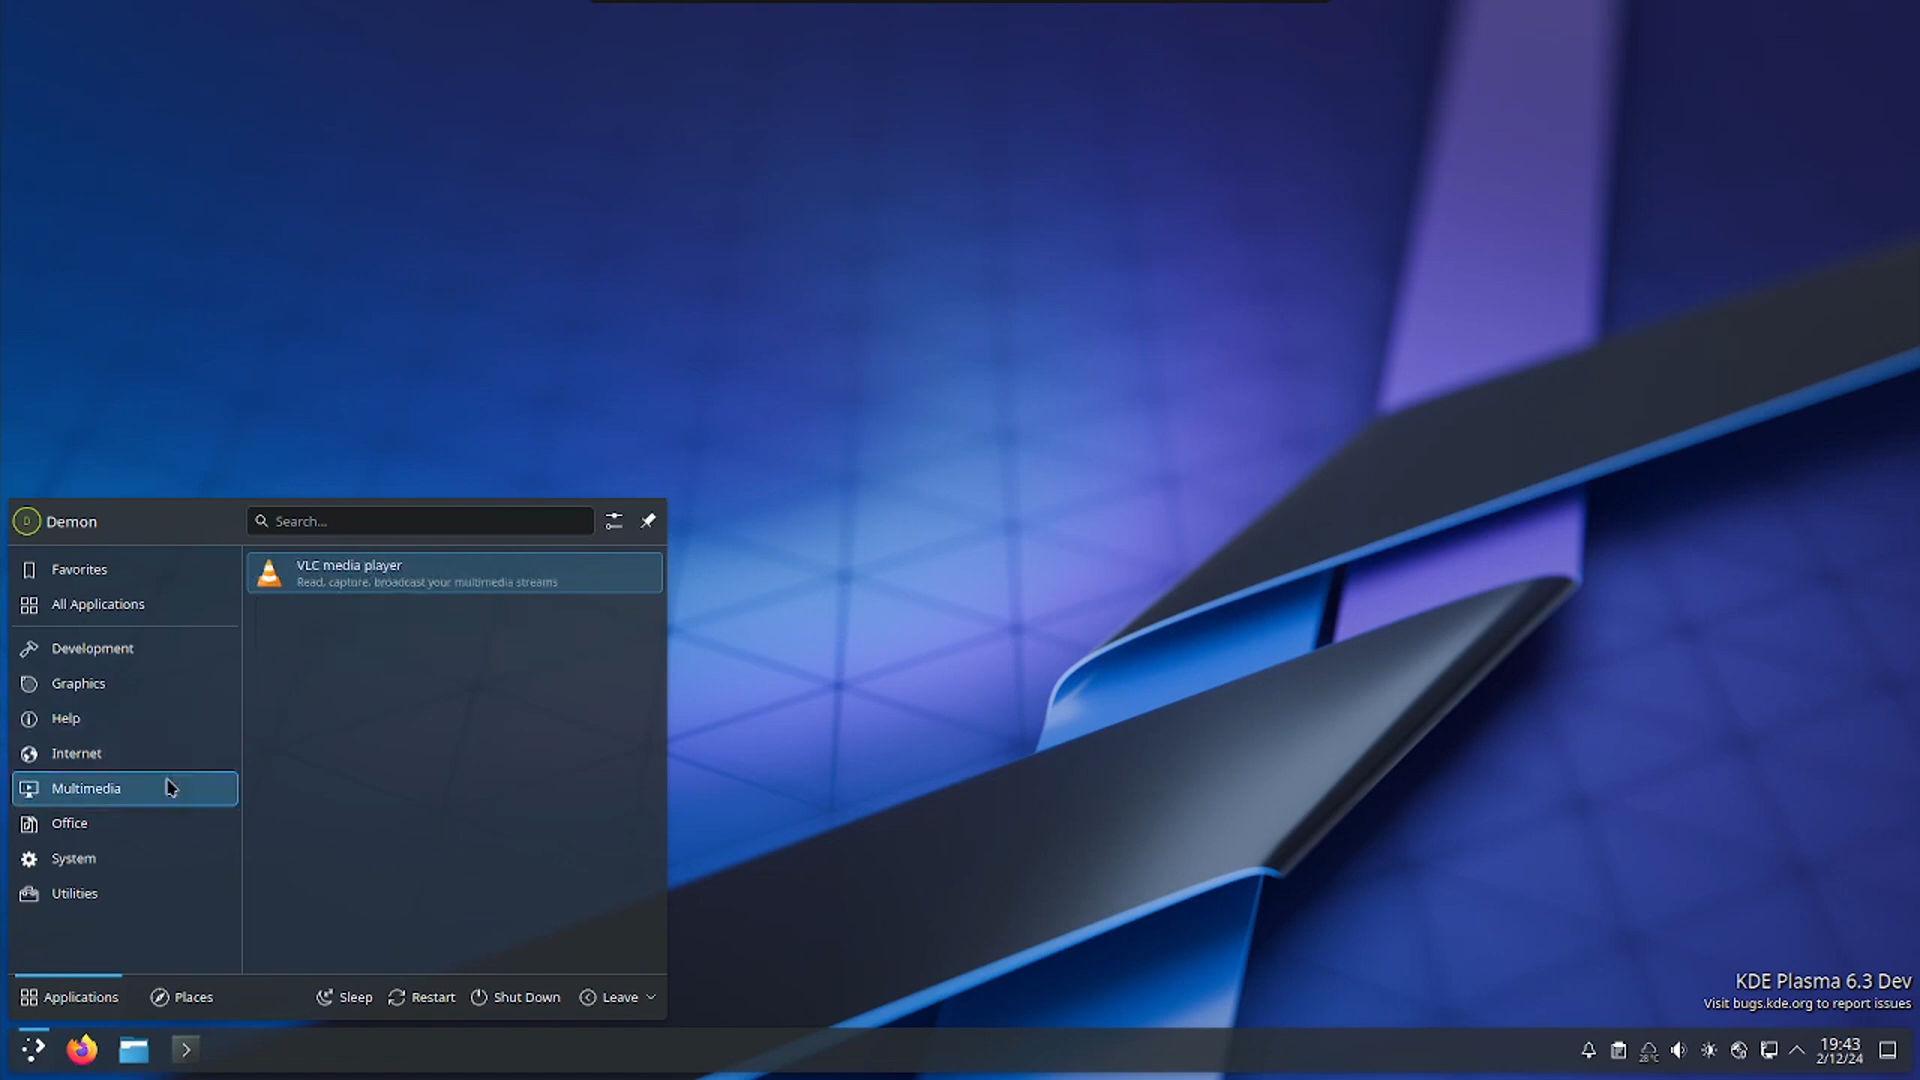 D Demon
Search...
Favorites
All Applications
Development
Graphics
Help
Internet
Multimedia
Office
System
Utilities
VLC media player
Read, capture, broadcast your multimedia streams
Applications
Places
Sleep
Restart
Shut Down
Leave
KDE Plasma 6.3 Dev
Visit bugs.kde.org to report issues
28°C
19:43
2/12/24